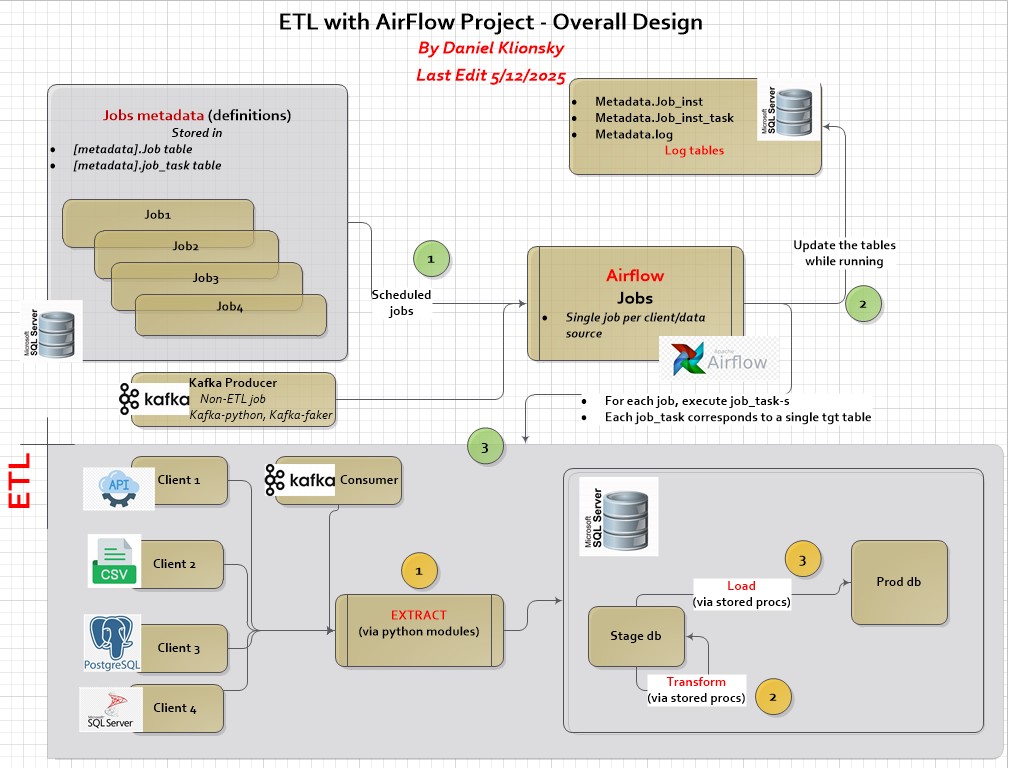 ETL with AirFlow Project - Overall Design
By Daniel Klionsky
Last Edit 5/12/2025
Jobs metadata (definitions)
Stored in
[metadata].Job table
[metadata].job_task table
Job1
Job2
Job3
Job4
Microsoft
SQL Server
Metadata.Job_inst
Metadata.Job_inst_task
Metadata.log
Log tables
Microsoft
SQL Server
1
Scheduled
jobs
Airflow
Jobs
Single job per client/data
source
Apache
Airflow
Update the tables
while running
2
kafka
Kafka Producer
Non-ETL job
Kafka-python, Kafka-faker
For each job, execute job_task-s
Each job_task corresponds to a single tgt table
3
ETL
API
Client 1
kafka
Consumer
CSV
Client 2
PostgreSQL
Client 3
Microsoft
SQL Server
Client 4
1
EXTRACT
(via python modules)
Microsoft
SQL Server
Stage db
Load
(via stored procs)
3
Prod db
Transform
(via stored procs)
2